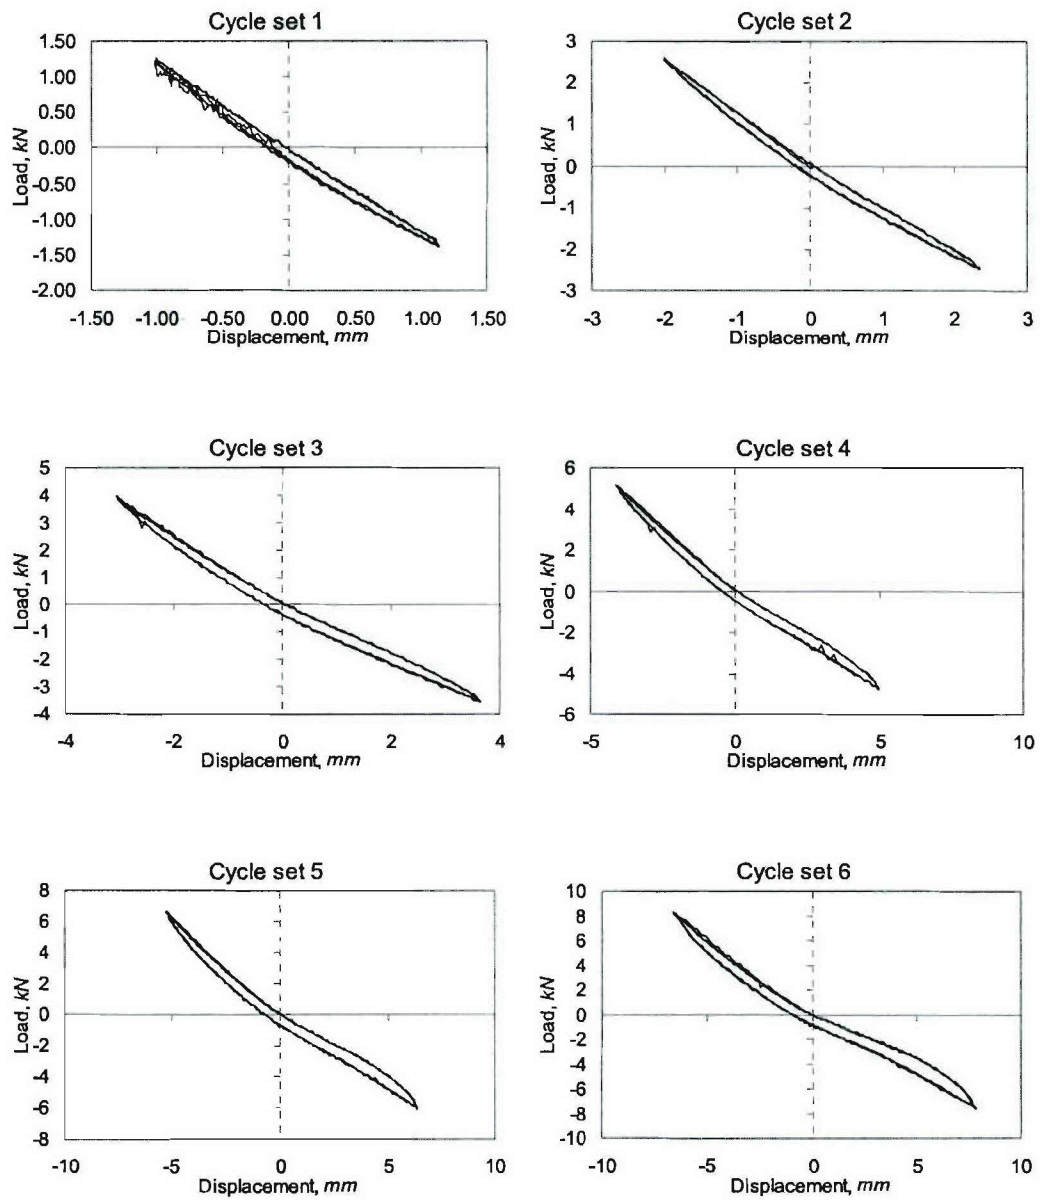 Cycle set 1
1.50
1.00
0.50
0.00
-0.50
-1.00
-1.50
-2.00
Load, kN
-1.50 -1.00 -0.50 0.00 0.50 1.00 1.50
Displacement, mm
Cycle set 2
3
2
1
0
-1
-2
-3
Load, kN
-3 -2 -1 0 1 2 3
Displacement, mm
Cycle set 3
5
4
3
2
1
0
-1
-2
-3
-4
Load, kN
-4 -2 0 2 4
Displacement, mm
Cycle set 4
6
4
2
0
-2
-4
-6
Load, kN
-5 0 5 10
Displacement, mm
Cycle set 5
8
6
4
2
0
-2
-4
-6
-8
Load, kN
-10 -5 0 5 10
Displacement, mm
Cycle set 6
10
8
6
4
2
0
-2
-4
-6
-8
-10
Load, kN
-10 -5 0 5 10
Displacement, mm